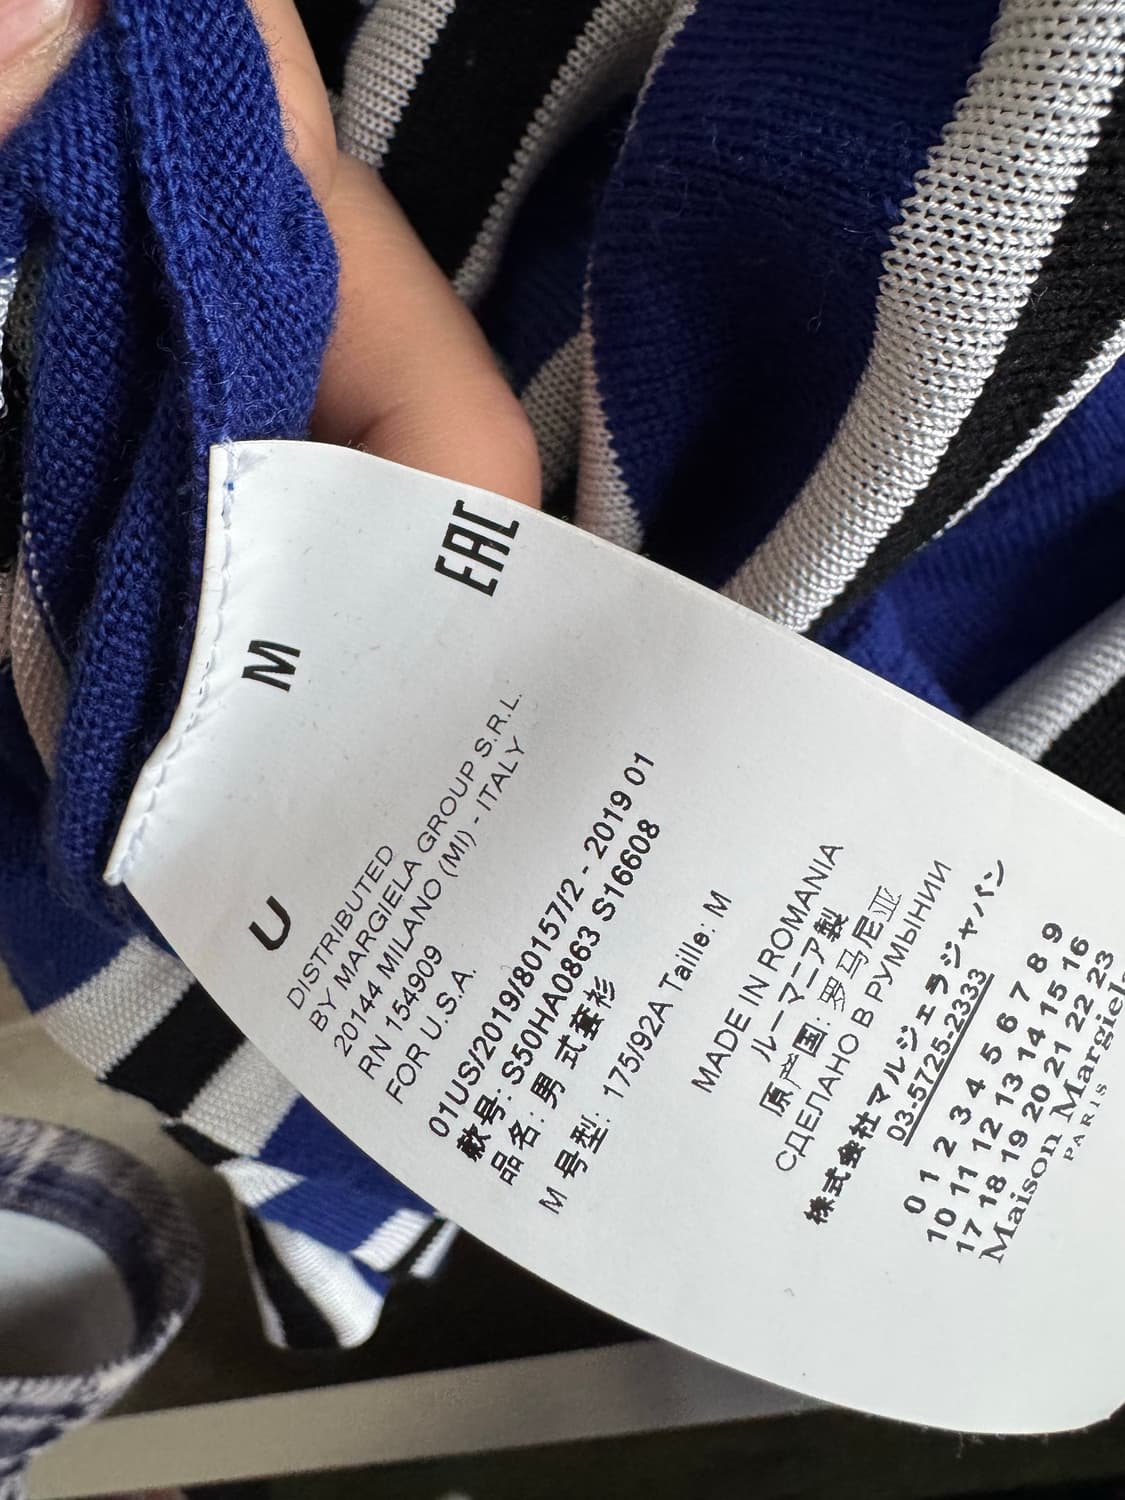 EAC
M
U
DISTRIBUTED
BY MARGIELA GROUP S.R.L.
20144 MILANO (MI) - ITALY
RN 154909
FOR U.S.A.
01US/2019/80157/2 - 2019 01
款号: S50HA0863 S16608
品名: 男 式套衫
M 号型: 175/92A Taille: M
MADE IN ROMANIA
ルーマニア製
原产国: 罗马尼亚
СДЕЛАНО В РУМЫНИИ
株式会社マルジェラジャパン
03-5725-2333
0 1 2 3 4 5 6 7 8 9
10 11 12 13 14 15 16
17 18 19 20 21 22 23
Maison Margiela
PARIS